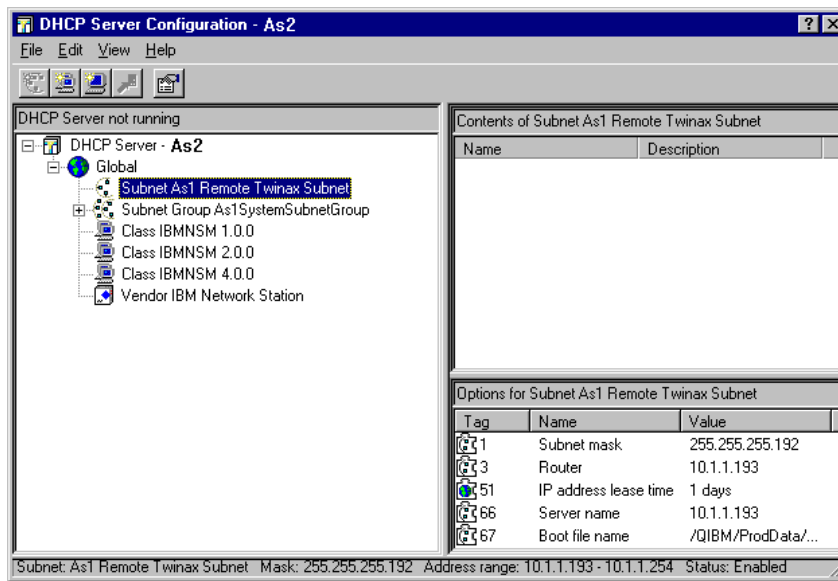 DHCP Server Configuration - As2
File Edit View Help
DHCP Server not running
DHCP Server - As2
Global
Subnet As1 Remote Twinax Subnet
Subnet Group As1SystemSubnetGroup
Class IBMNSM 1.0.0
Class IBMNSM 2.0.0
Class IBMNSM 4.0.0
Vendor IBM Network Station
Contents of Subnet As1 Remote Twinax Subnet
Name Description
Options for Subnet As1 Remote Twinax Subnet
Tag Name Value
1 Subnet mask 255.255.255.192
3 Router 10.1.1.193
51 IP address lease time 1 days
66 Server name 10.1.1.193
67 Boot file name /QIBM/ProdData/...
Subnet: As1 Remote Twinax Subnet Mask: 255.255.255.192 Address range: 10.1.1.193 - 10.1.1.254 Status: Enabled